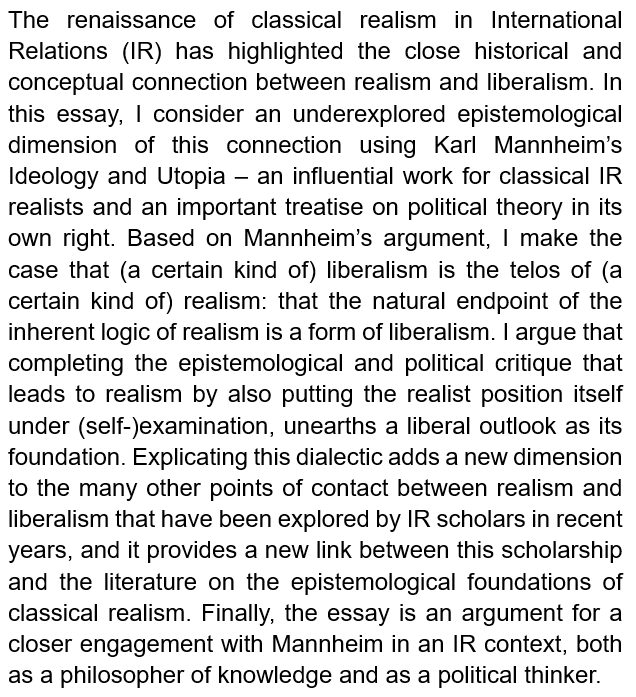 The renaissance of classical realism in International
Relations (IR) has highlighted the close historical and
conceptual connection between realism and liberalism. In
this essay, I consider an underexplored epistemological
dimension of this connection using Karl Mannheim’s
Ideology and Utopia – an influential work for classical IR
realists and an important treatise on political theory in its
own right. Based on Mannheim’s argument, I make the
case that (a certain kind of) liberalism is the telos of (a
certain kind of) realism: that the natural endpoint of the
inherent logic of realism is a form of liberalism. I argue that
completing the epistemological and political critique that
leads to realism by also putting the realist position itself
under (self-)examination, unearths a liberal outlook as its
foundation. Explicating this dialectic adds a new dimension
to the many other points of contact between realism and
liberalism that have been explored by IR scholars in recent
years, and it provides a new link between this scholarship
and the literature on the epistemological foundations of
classical realism. Finally, the essay is an argument for a
closer engagement with Mannheim in an IR context, both
as a philosopher of knowledge and as a political thinker.